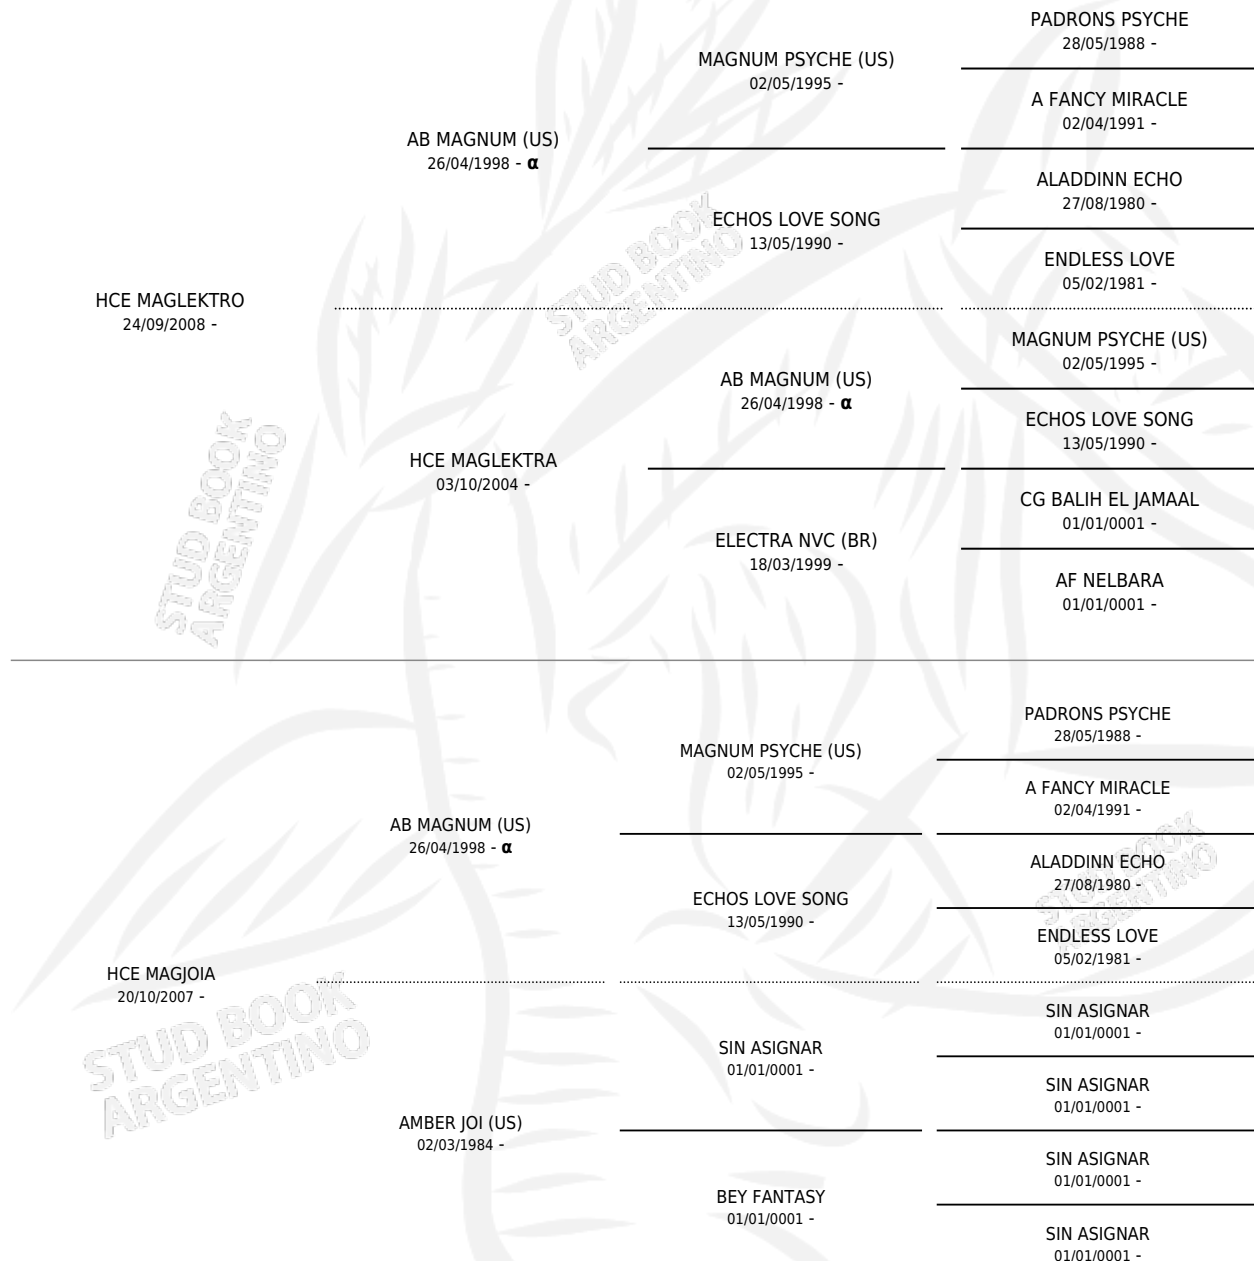 PADRONS PSYCHE
28/05/1988 -
MAGNUM PSYCHE (US)
02/05/1995 -
A FANCY MIRACLE
02/04/1991 -
AB MAGNUM (US)
26/04/1998 - α
ALADDINN ECHO
27/08/1980 -
ECHOS LOVE SONG
13/05/1990 -
ENDLESS LOVE
05/02/1981 -
HCE MAGLEKTRO
24/09/2008 -
MAGNUM PSYCHE (US)
02/05/1995 -
AB MAGNUM (US)
26/04/1998 - α
ECHOS LOVE SONG
13/05/1990 -
HCE MAGLEKTRA
03/10/2004 -
CG BALIH EL JAMAAL
01/01/0001 -
ELECTRA NVC (BR)
18/03/1999 -
AF NELBARA
01/01/0001 -
STUD BOOK
ARGENTINO
STUD BOOK
ARGENTINO
PADRONS PSYCHE
28/05/1988 -
MAGNUM PSYCHE (US)
02/05/1995 -
A FANCY MIRACLE
02/04/1991 -
AB MAGNUM (US)
26/04/1998 - α
ALADDINN ECHO
27/08/1980 -
ECHOS LOVE SONG
13/05/1990 -
ENDLESS LOVE
05/02/1981 -
HCE MAGJOIA
20/10/2007 -
SIN ASIGNAR
01/01/0001 -
SIN ASIGNAR
01/01/0001 -
SIN ASIGNAR
01/01/0001 -
AMBER JOI (US)
02/03/1984 -
SIN ASIGNAR
01/01/0001 -
BEY FANTASY
01/01/0001 -
SIN ASIGNAR
01/01/0001 -
STUD BOOK
ARGENTINO
STUD BOOK
ARGENTINO